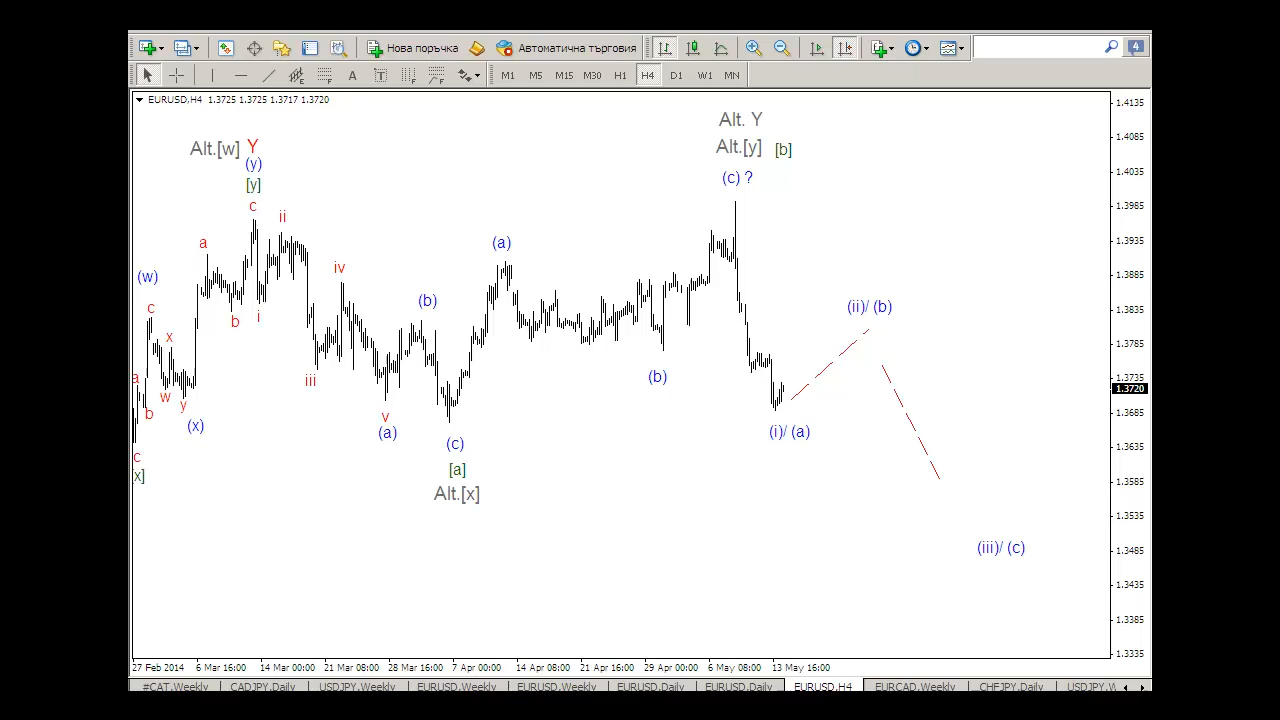 Нова поръчка Автоматична търговия 4
A T F M1 M5 M15 M30 H1 H4 D1 W1 MN
EURUSD,H4 1.3725 1.3725 1.3717 1.3720
1.4135
Alt. Y
1.4085
Alt.[w] Y
Alt.[y] [b]
(y)
1.4035
[y]
(c) ?
c
1.3985
ii
a
(a)
1.3935
iv
(w)
1.3885
(b)
c
b
i
(ii)/ (b)
1.3835
x
1.3785
a
iii
(b)
1.3735
1.3720
w
y
b
v
1.3685
(x)
(a)
(i)/ (a)
(c)
1.3635
c
[a]
[x]
1.3585
Alt.[x]
1.3535
(iii)/ (c)
1.3485
1.3435
1.3385
1.3335
27 Feb 2014 6 Mar 16:00 14 Mar 00:00 21 Mar 08:00 28 Mar 16:00 7 Apr 00:00 14 Apr 08:00 21 Apr 16:00 29 Apr 00:00 6 May 08:00 13 May 16:00
#CAT,Weekly CADJPY,Daily USDJPY,Weekly EURUSD,Weekly EURUSD,Weekly EURUSD,Daily EURUSD,Daily EURUSD,H4 EURCAD,Weekly CHFJPY,Daily USDJPY,W